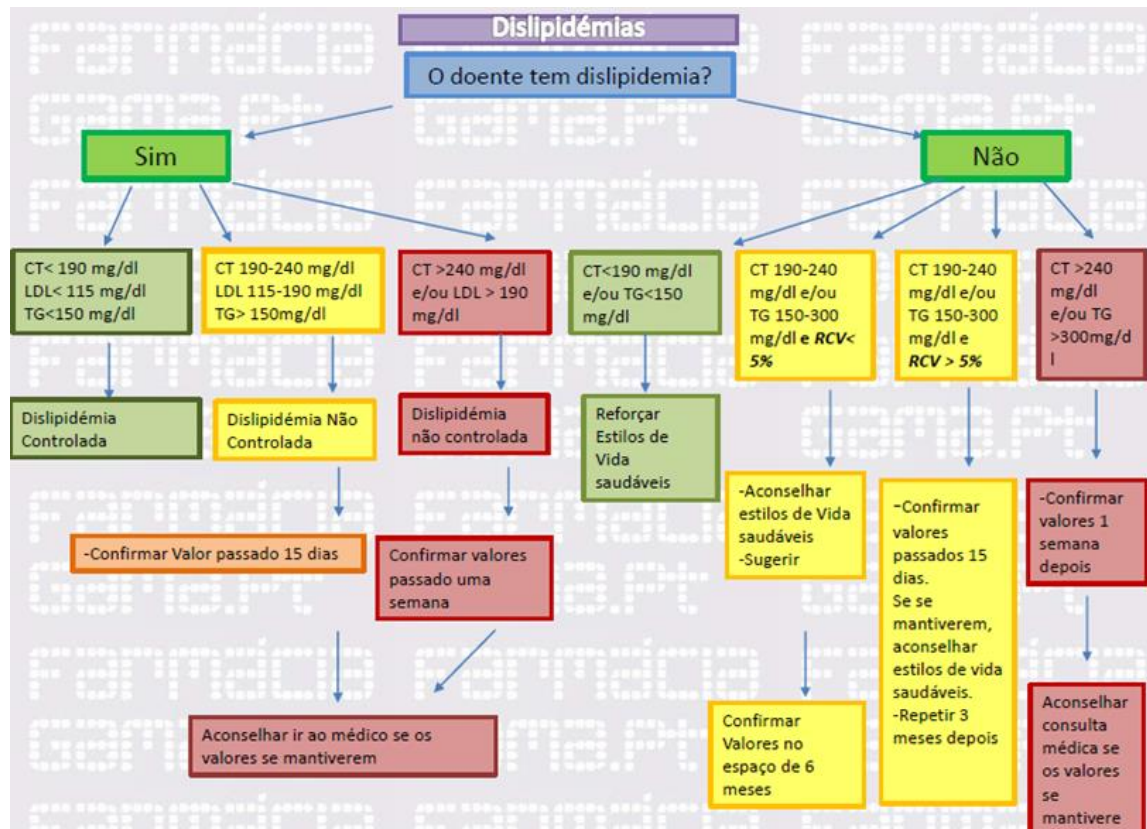 Dislipidémias
O doente tem dislipidemia?
Sim
Não
CT< 190 mg/dl
LDL< 115 mg/dl
TG<150 mg/dl
CT 190-240 mg/dl
LDL 115-190 mg/dl
TG> 150mg/dl
CT >240 mg/dl
e/ou LDL > 190
mg/dl
CT<190 mg/dl
e/ou TG<150
mg/dl
CT 190-240
mg/dl e/ou
TG 150-300
mg/dl e RCV<
5%
CT 190-240
mg/dl e/ou
TG 150-300
mg/dl e
RCV > 5%
CT >240
mg/dl
e/ou TG
>300mg/d
l
Dislipidémia
Controlada
Dislipidémia Não
Controlada
Dislipidémia
não controlada
Reforçar
Estilos de
Vida
saudáveis
-Confirmar Valor passado 15 dias
Confirmar valores
passado uma
semana
-Aconselhar
estilos de Vida
saudáveis
-Sugerir
-Confirmar
valores
passados 15
dias.
Se se
mantiverem,
aconselhar
estilos de vida
saudáveis.
-Repetir 3
meses depois
-Confirmar
valores 1
semana
depois
Aconselhar ir ao médico se os
valores se mantiverem
Confirmar
Valores no
espaço de 6
meses
Aconselhar
consulta
médica se
os valores
se
mantivere
Farmácia
Gama.Pt